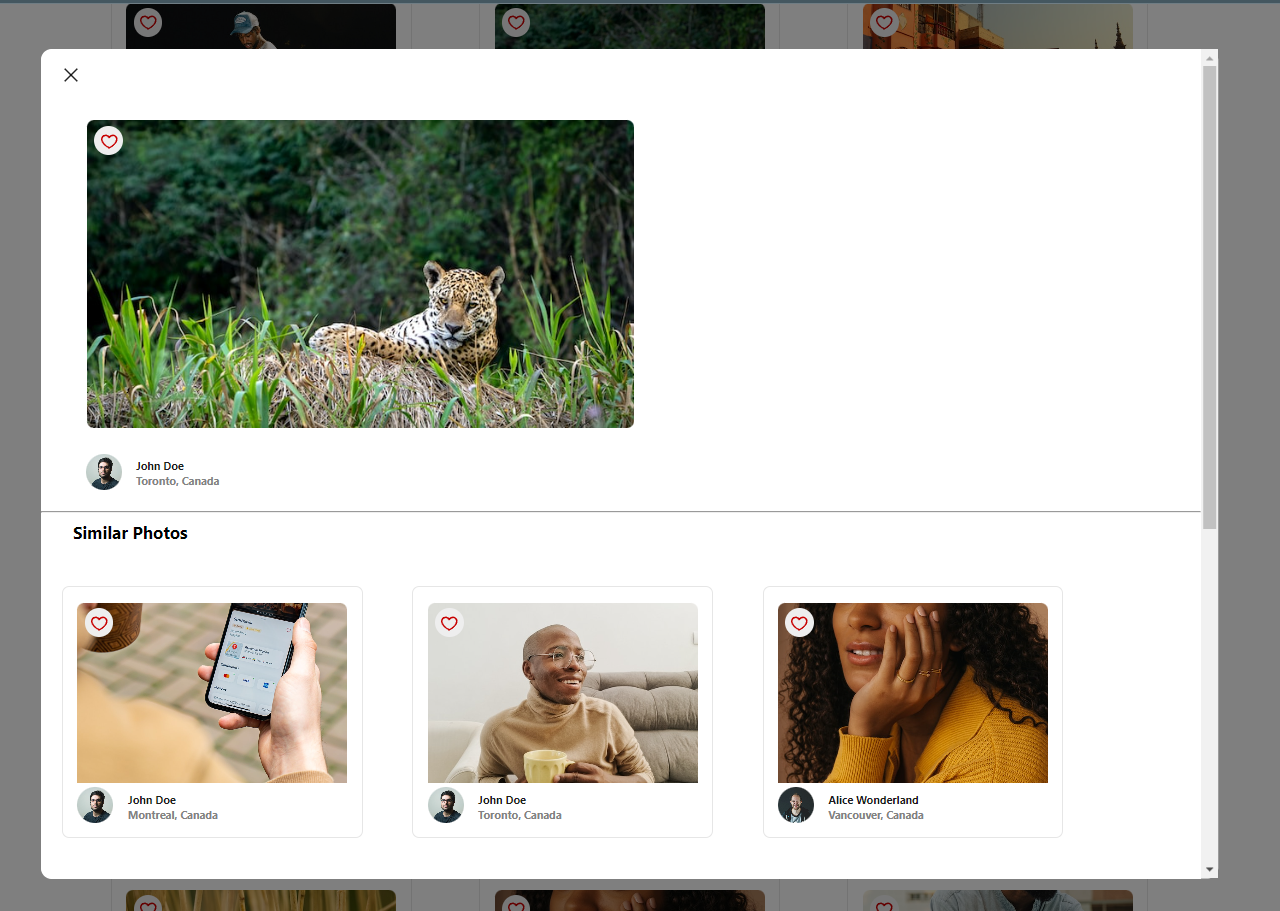 John Doe
Toronto, Canada
Similar Photos
John Doe
Montreal, Canada
John Doe
Toronto, Canada
Alice Wonderland
Vancouver, Canada